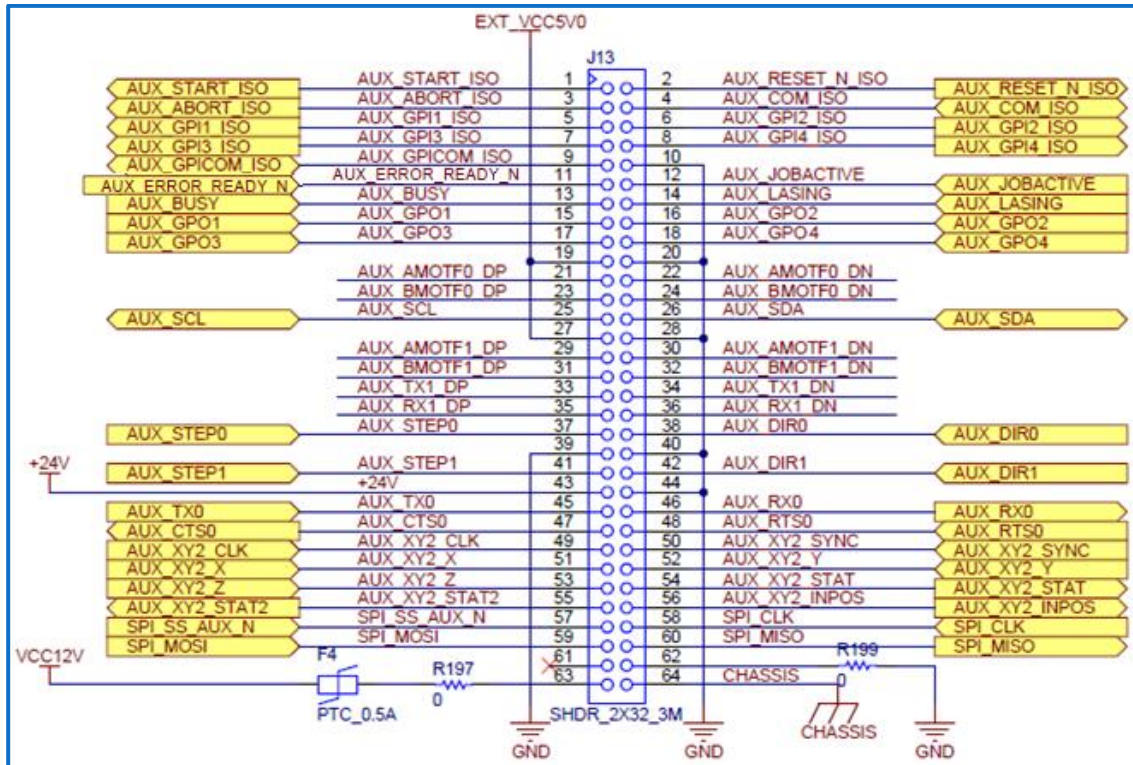 EXT_VCC5V0
J13
AUX_START_ISO AUX_START_ISO 1 2 AUX_RESET_N_ISO AUX_RESET_N_ISO
AUX_ABORT_ISO AUX_ABORT_ISO 3 4 AUX_COM_ISO AUX_COM_ISO
AUX_GPI1_ISO AUX_GPI1_ISO 5 6 AUX_GPI2_ISO AUX_GPI2_ISO
AUX_GPI3_ISO AUX_GPI3_ISO 7 8 AUX_GPI4_ISO AUX_GPI4_ISO
AUX_GPICOM_ISO AUX_GPICOM_ISO 9 10
AUX_ERROR_READY_N AUX_ERROR_READY_N 11 12 AUX_JOBACTIVE AUX_JOBACTIVE
AUX_BUSY AUX_BUSY 13 14 AUX_LASING AUX_LASING
AUX_GPO1 AUX_GPO1 15 16 AUX_GPO2 AUX_GPO2
AUX_GPO3 AUX_GPO3 17 18 AUX_GPO4 AUX_GPO4
19 20
AUX_AMOTF0_DP 21 22 AUX_AMOTF0_DN
AUX_BMOTF0_DP 23 24 AUX_BMOTF0_DN
AUX_SCL AUX_SCL 25 26 AUX_SDA AUX_SDA
27 28
AUX_AMOTF1_DP 29 30 AUX_AMOTF1_DN
AUX_BMOTF1_DP 31 32 AUX_BMOTF1_DN
AUX_TX1_DP 33 34 AUX_TX1_DN
AUX_RX1_DP 35 36 AUX_RX1_DN
AUX_STEP0 AUX_STEP0 37 38 AUX_DIR0 AUX_DIR0
39 40
+24V AUX_STEP1 AUX_STEP1 41 42 AUX_DIR1 AUX_DIR1
+24V 43 44
AUX_TX0 AUX_TX0 45 46 AUX_RX0 AUX_RX0
AUX_CTS0 AUX_CTS0 47 48 AUX_RTS0 AUX_RTS0
AUX_XY2_CLK AUX_XY2_CLK 49 50 AUX_XY2_SYNC AUX_XY2_SYNC
AUX_XY2_X AUX_XY2_X 51 52 AUX_XY2_Y AUX_XY2_Y
AUX_XY2_Z AUX_XY2_Z 53 54 AUX_XY2_STAT AUX_XY2_STAT
AUX_XY2_STAT2 AUX_XY2_STAT2 55 56 AUX_XY2_INPOS AUX_XY2_INPOS
SPI_SS_AUX_N SPI_SS_AUX_N 57 58 SPI_CLK SPI_CLK
SPI_MOSI SPI_MOSI 59 60 SPI_MISO SPI_MISO
VCC12V F4 61 62 R199
R197 63 64 CHASSIS 0
PTC_0.5A 0 SHDR_2X32_3M
GND GND CHASSIS GND